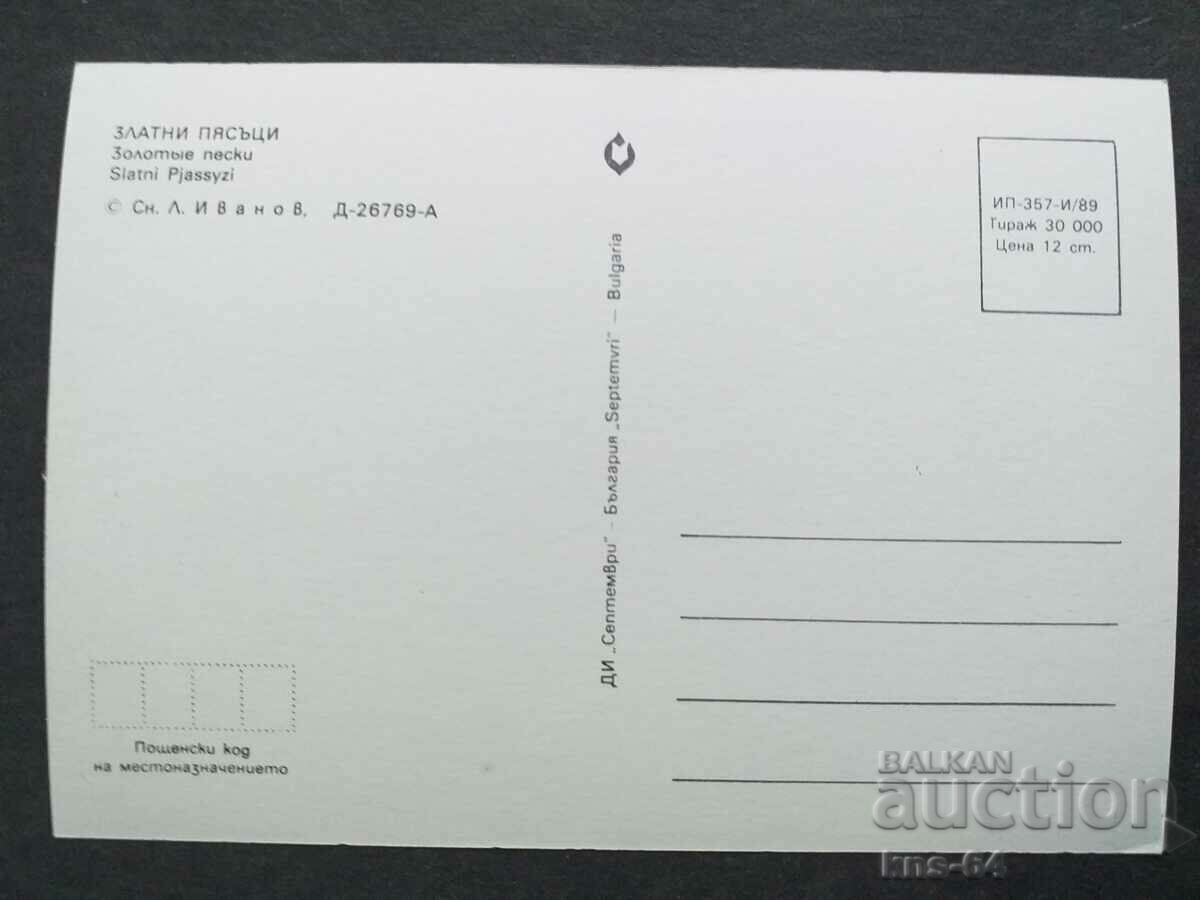 ЗЛАТНИ ПЯСЪЦИ
Золотые пески
Slatni Pjassyzi
© Сн. Л. Иванов, Д-26769-А
ИП-357-И/89
Тираж 30 000
Цена 12 ст.
ДИ „Септември" – България „Septemvri" – Bulgaria
Пощенски код
на местоназначението
BALKAN
auction
kns-64